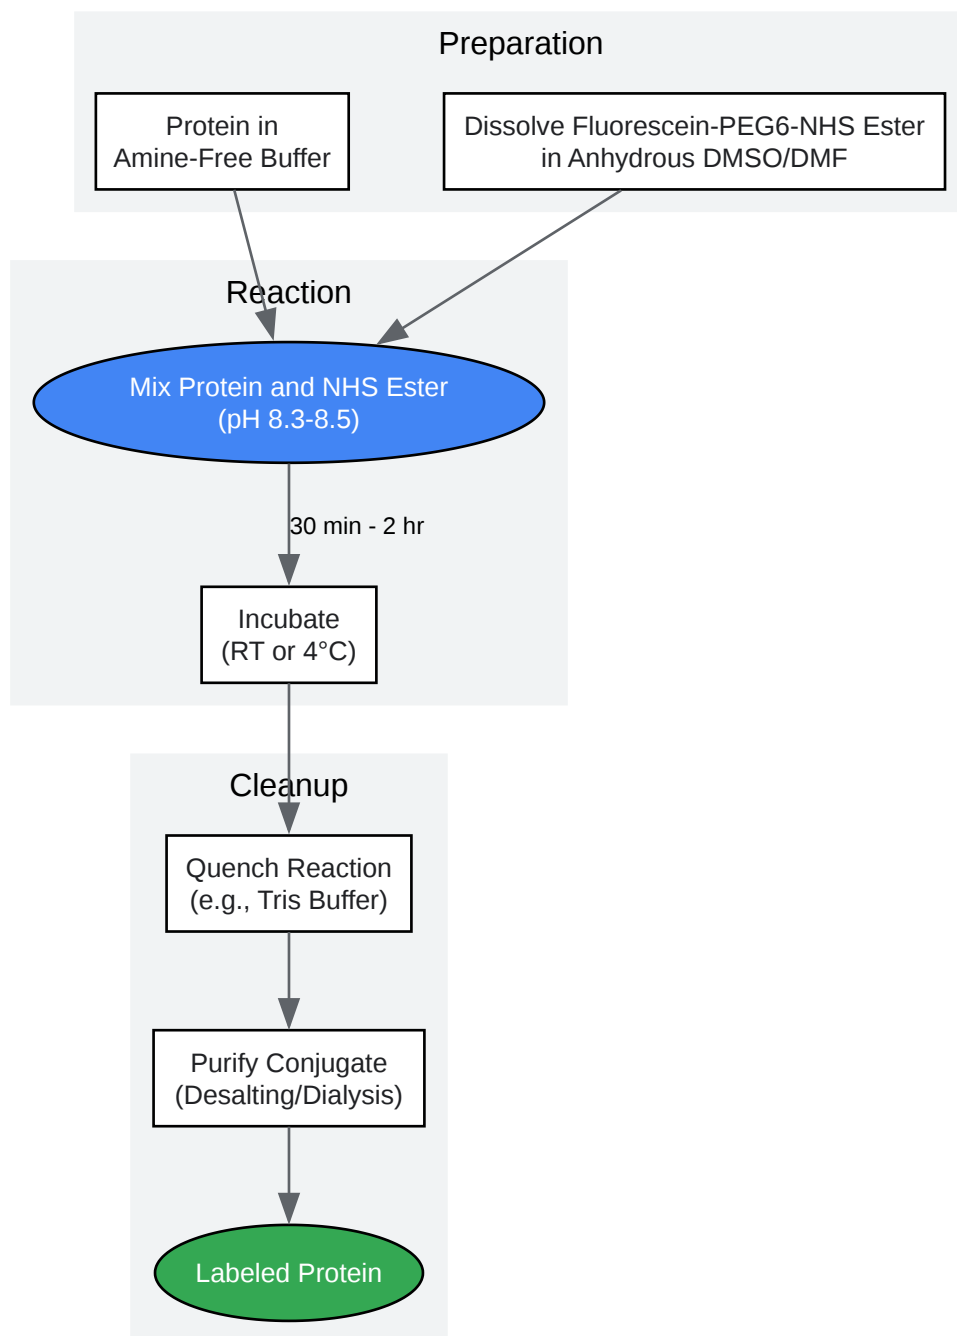 Preparation
Protein in
Amine-Free Buffer
Dissolve Fluorescein-PEG6-NHS Ester
in Anhydrous DMSO/DMF
Reaction
Mix Protein and NHS Ester
(pH 8.3-8.5)
30 min - 2 hr
Incubate
(RT or 4°C)
Cleanup
Quench Reaction
(e.g., Tris Buffer)
Purify Conjugate
(Desalting/Dialysis)
Labeled Protein